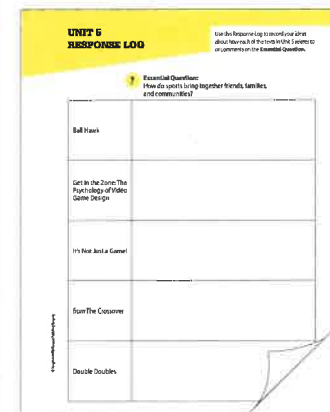 UNIT 5
RESPONSE LOG
Use this Response Log to record your ideas
about how each of the texts in Unit 5 relates to
or comments on the Essential Question.
?
Essential Question:
How do sports bring together friends, families,
and communities?
Ball Hawk
Get in the Zone: The
Psychology of Video
Game Design
It's Not Just a Game!
from The Crossover
Double Doubles